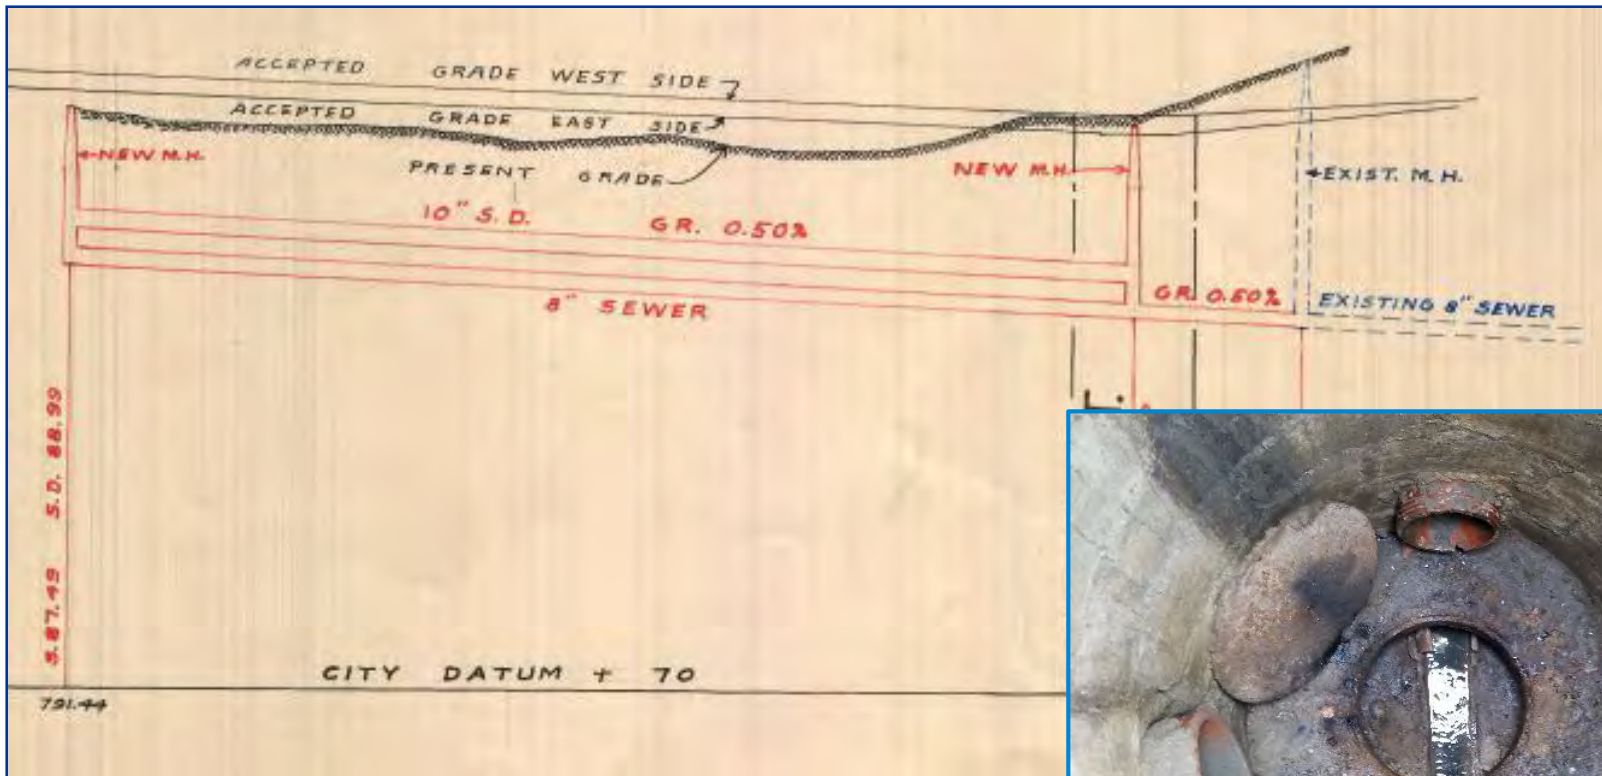 ACCEPTED GRADE WEST SIDE
ACCEPTED GRADE EAST SIDE
NEW M.H.
PRESENT GRADE
NEW M.H.
EXIST. M.H.
10" S.D. GR. 0.50%
8" SEWER
GR. 0.50%
EXISTING 8" SEWER
S.87.49 S.D. 88.99
CITY DATUM + 70
791.44